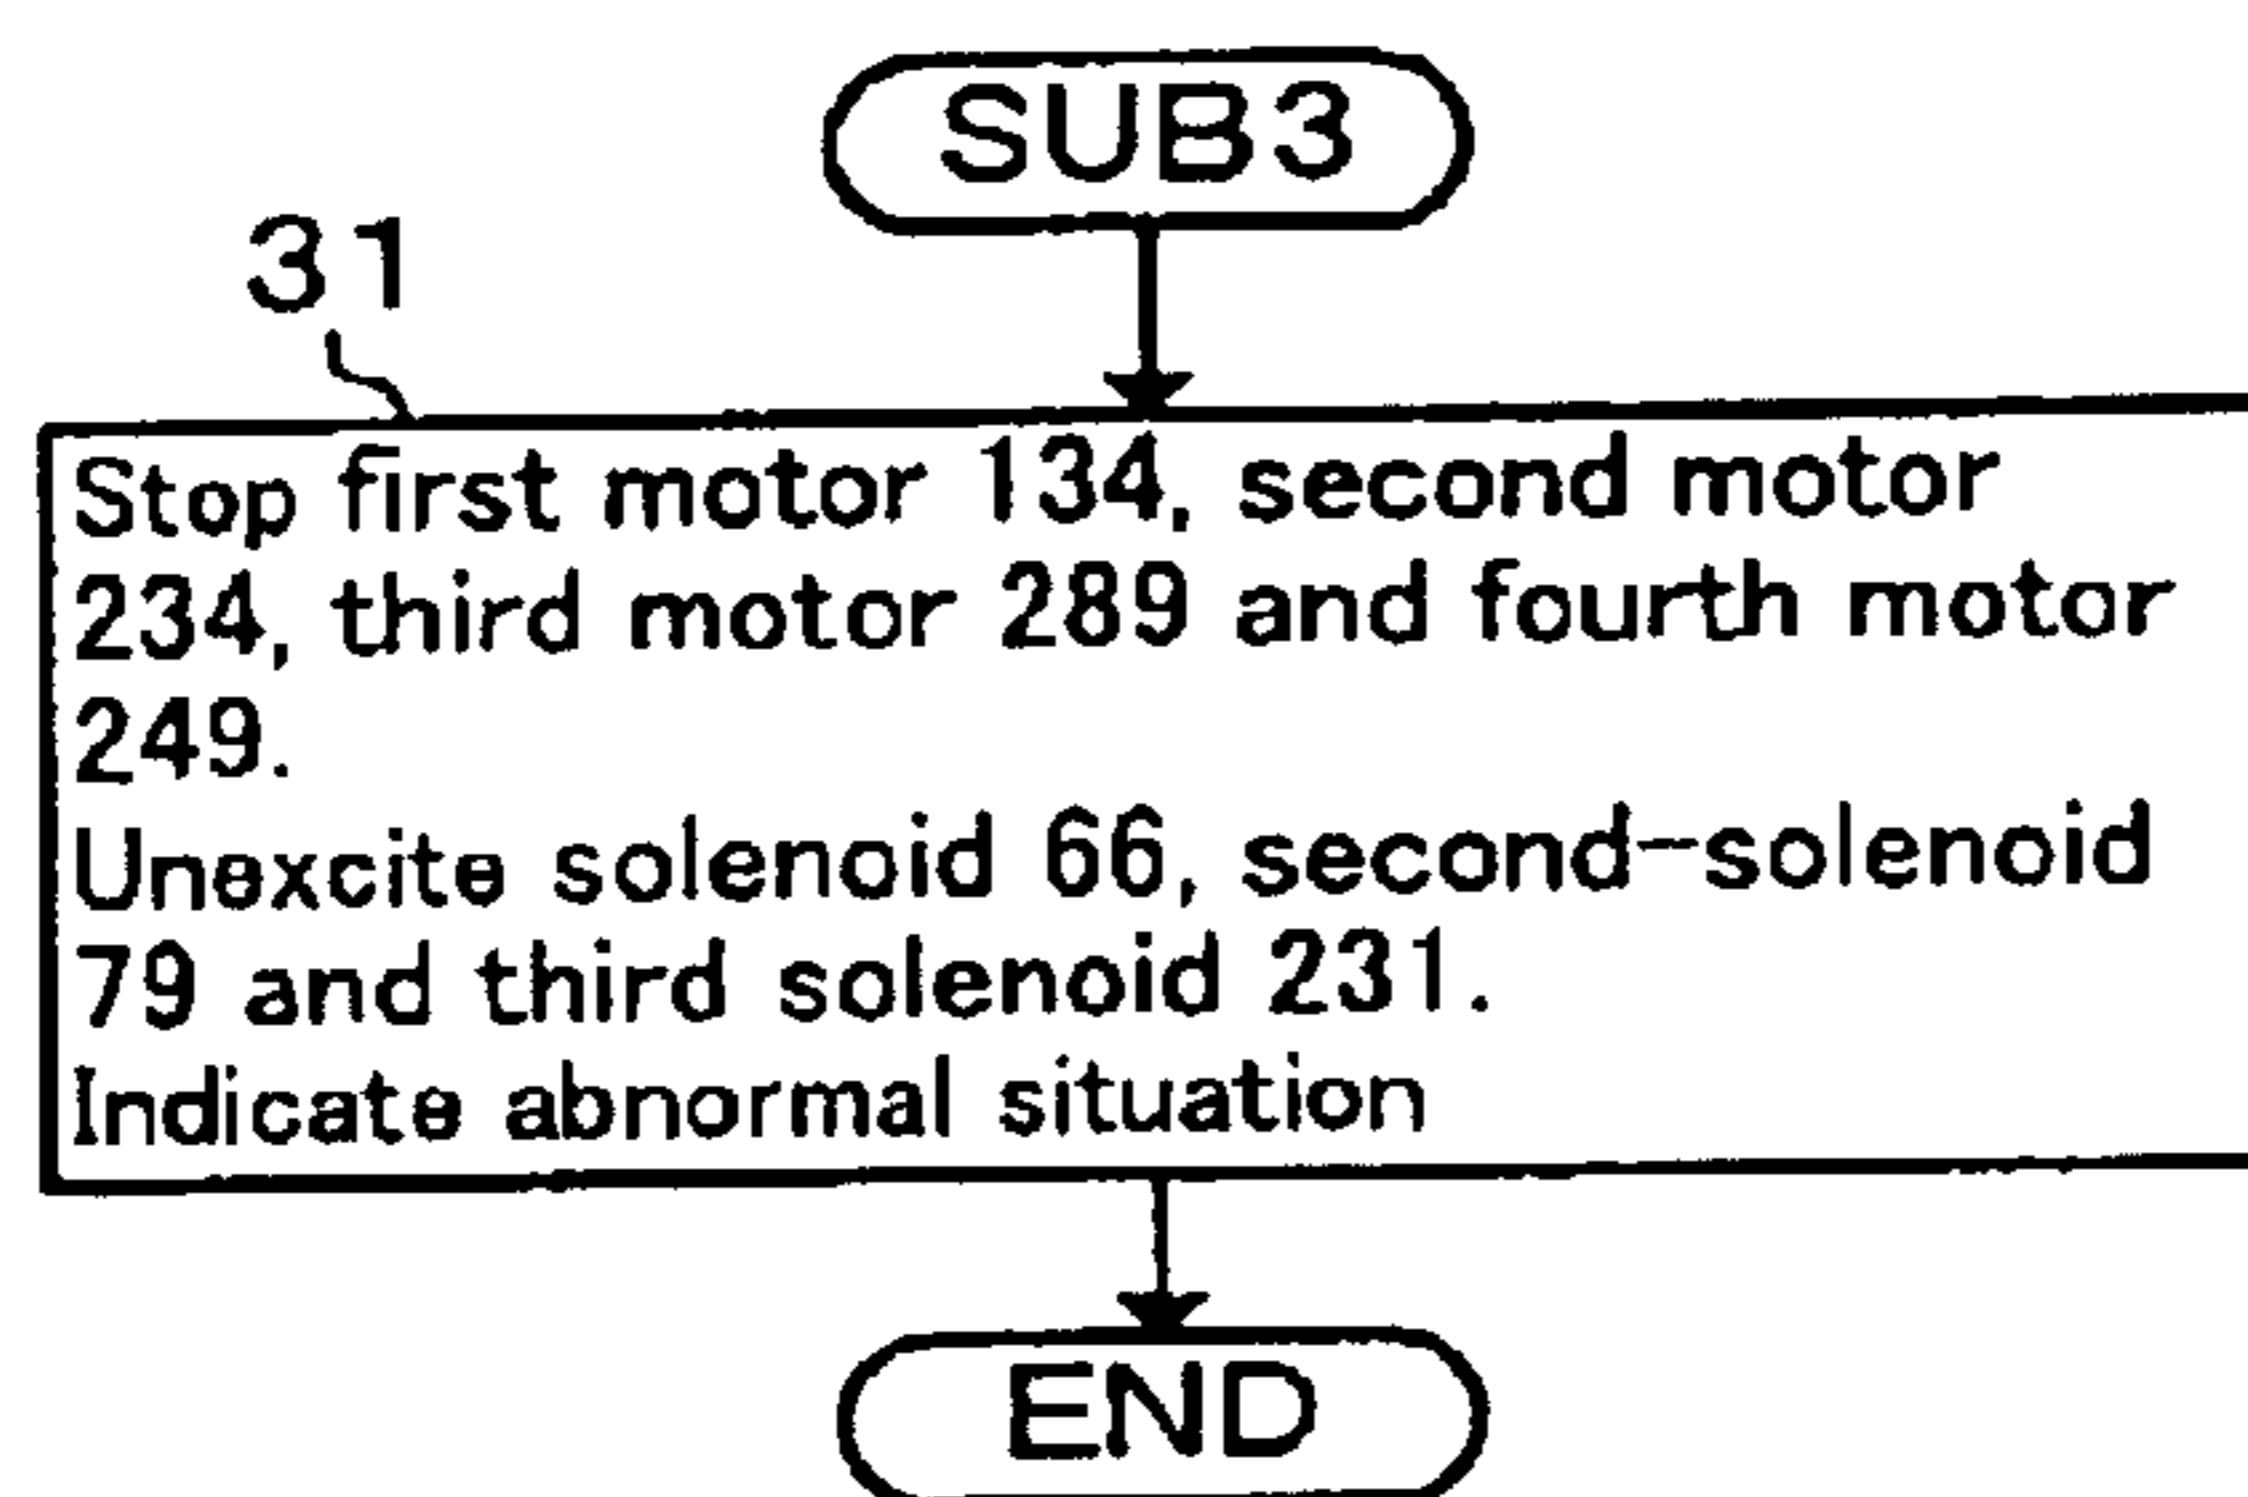 SUB3
31
Stop first motor 134, second motor
234, third motor 289 and fourth motor
249.
Unexcite solenoid 66, second-solenoid
79 and third solenoid 231.
Indicate abnormal situation
END